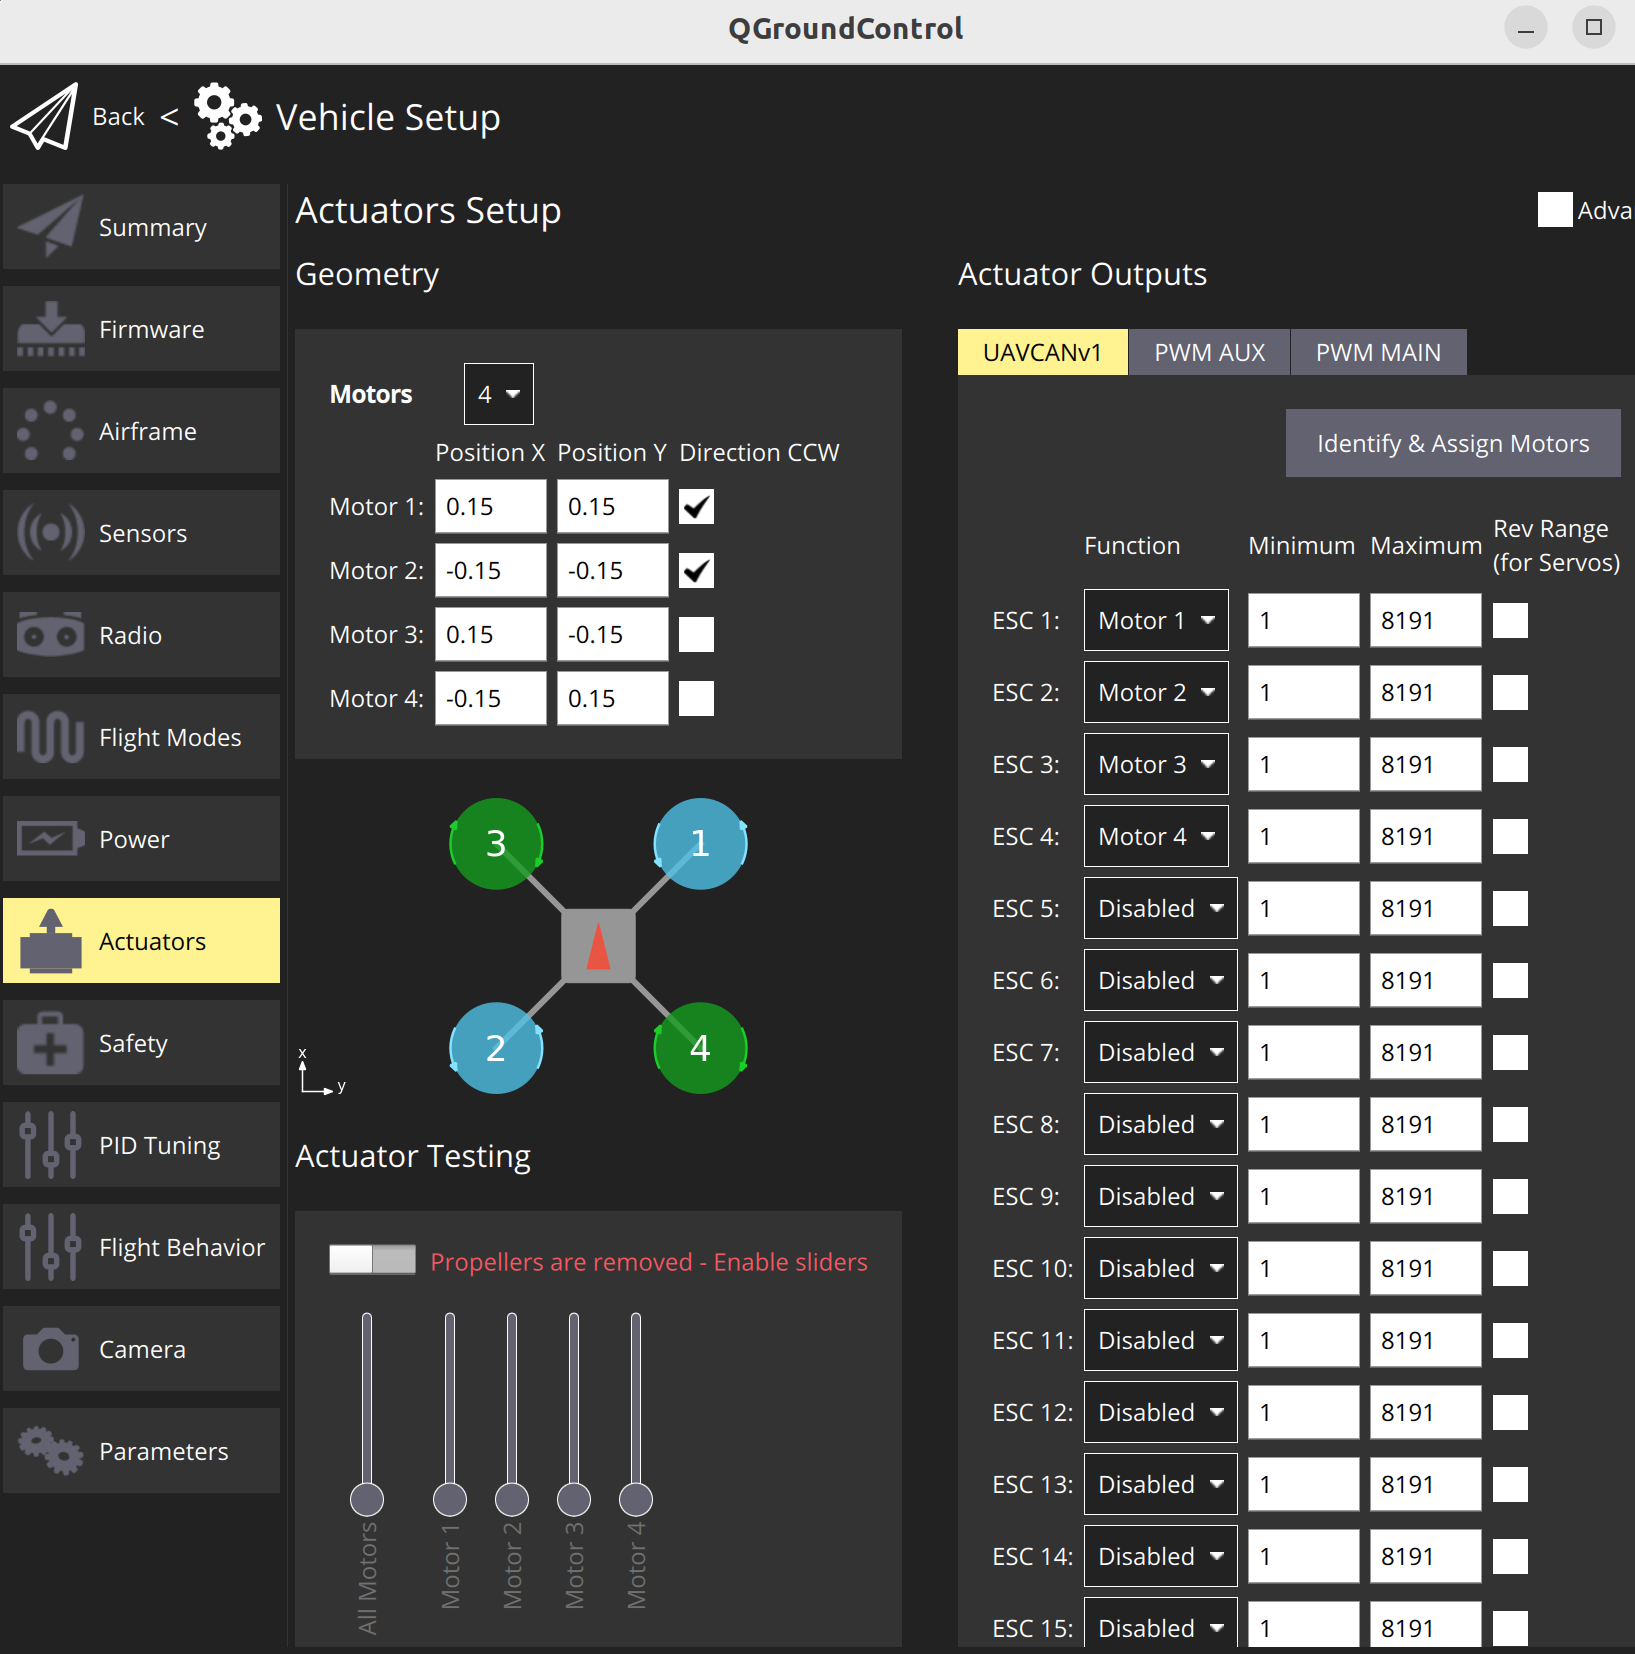 QGroundControl
Back < Vehicle Setup
Summary
Firmware
Airframe
Sensors
Radio
Flight Modes
Power
Actuators
Safety
PID Tuning
Flight Behavior
Camera
Parameters
Actuators Setup
Adva
Geometry
Motors 4
Position X Position Y Direction CCW
Motor 1: 0.15 0.15
Motor 2: -0.15 -0.15
Motor 3: 0.15 -0.15
Motor 4: -0.15 0.15
3 1
2 4
x
y
Actuator Testing
Propellers are removed - Enable sliders
All Motors
Motor 1
Motor 2
Motor 3
Motor 4
Actuator Outputs
UAVCANv1 PWM AUX PWM MAIN
Identify & Assign Motors
Function Minimum Maximum Rev Range
(for Servos)
ESC 1: Motor 1 1 8191
ESC 2: Motor 2 1 8191
ESC 3: Motor 3 1 8191
ESC 4: Motor 4 1 8191
ESC 5: Disabled 1 8191
ESC 6: Disabled 1 8191
ESC 7: Disabled 1 8191
ESC 8: Disabled 1 8191
ESC 9: Disabled 1 8191
ESC 10: Disabled 1 8191
ESC 11: Disabled 1 8191
ESC 12: Disabled 1 8191
ESC 13: Disabled 1 8191
ESC 14: Disabled 1 8191
ESC 15: Disabled 1 8191